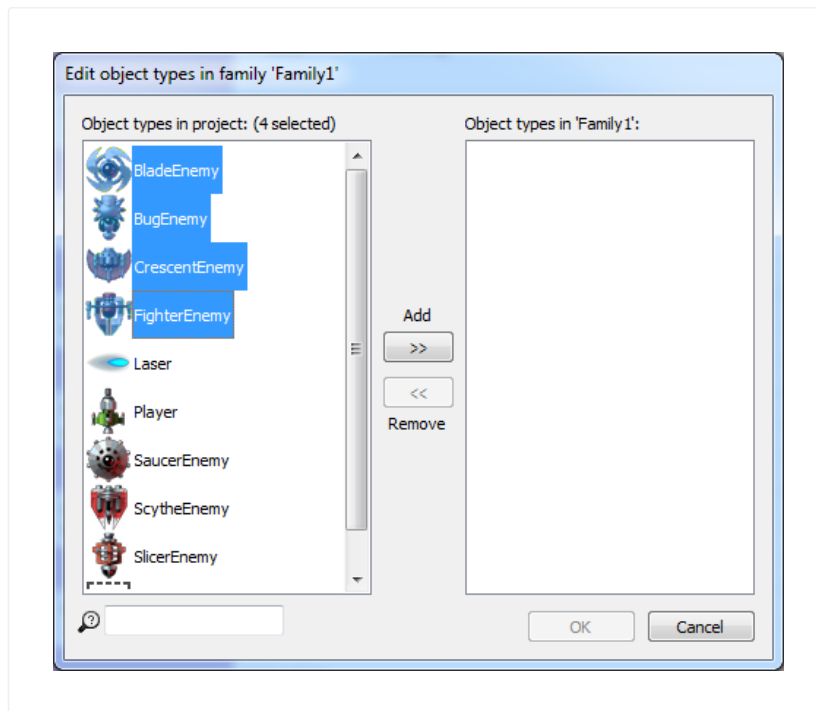 Edit object types in family 'Family1'
Object types in project: (4 selected)
Object types in 'Family1':
BladeEnemy
BugEnemy
CrescentEnemy
FighterEnemy
Laser
Player
SaucerEnemy
ScytheEnemy
SlicerEnemy
Add
>>
<<
Remove
OK
Cancel